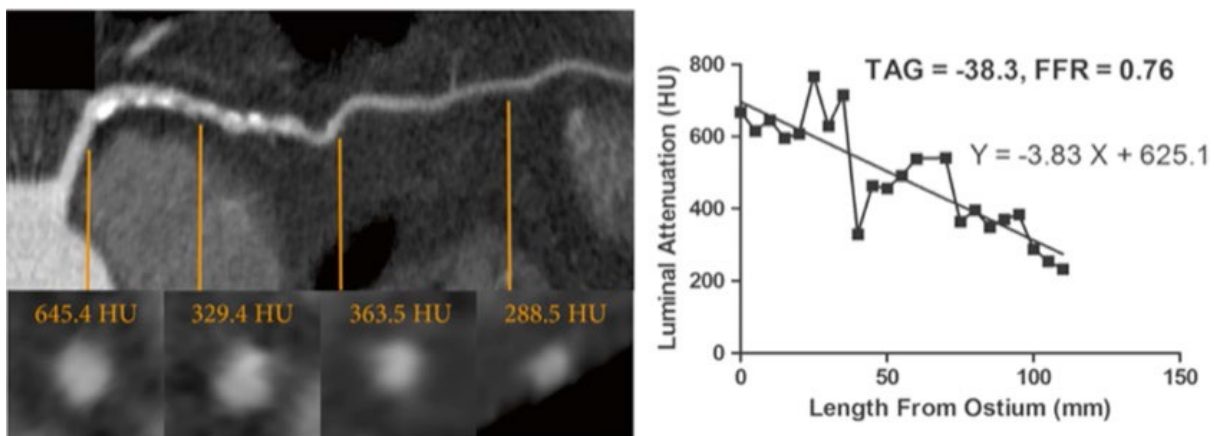 645.4 HU
329.4 HU
363.5 HU
288.5 HU
TAG = -38.3, FFR = 0.76
Y = -3.83 X + 625.1
Luminal Attenuation (HU)
800
600
400
200
0
0
50
100
150
Length From Ostium (mm)